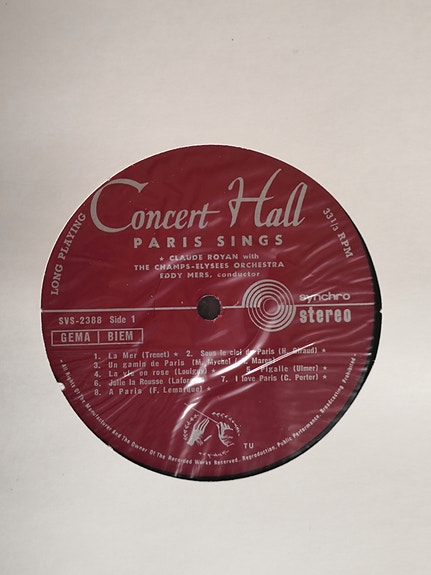 LONG PLAYING
Concert Hall
33 1/3 RPM
PARIS SINGS
* CLAUDE ROYAN with
THE CHAMPS-ELYSEES ORCHESTRA
EDDY MERS, conductor
synchro
stereo
SVS-2388 Side 1
GEMA BIEM
1. La Mer (Trenet) * 2. Sous le ciel de Paris (H. Giraud) *
3. Un gamin de Paris (M. Mycnel - A. Mares)
4. La vie en rose (Louiguy) * 5. Pigalle (Ulmer)
6. Julie la Rousse (Lafor 7. I love Paris (C. Porter)
8. A Paris (F. Lemarque) *
TU
All Rights Of The Manufacturer And The Owner Of The Recorded Works Reserved. Reproduction, Public Performance, Broadcasting Prohibited